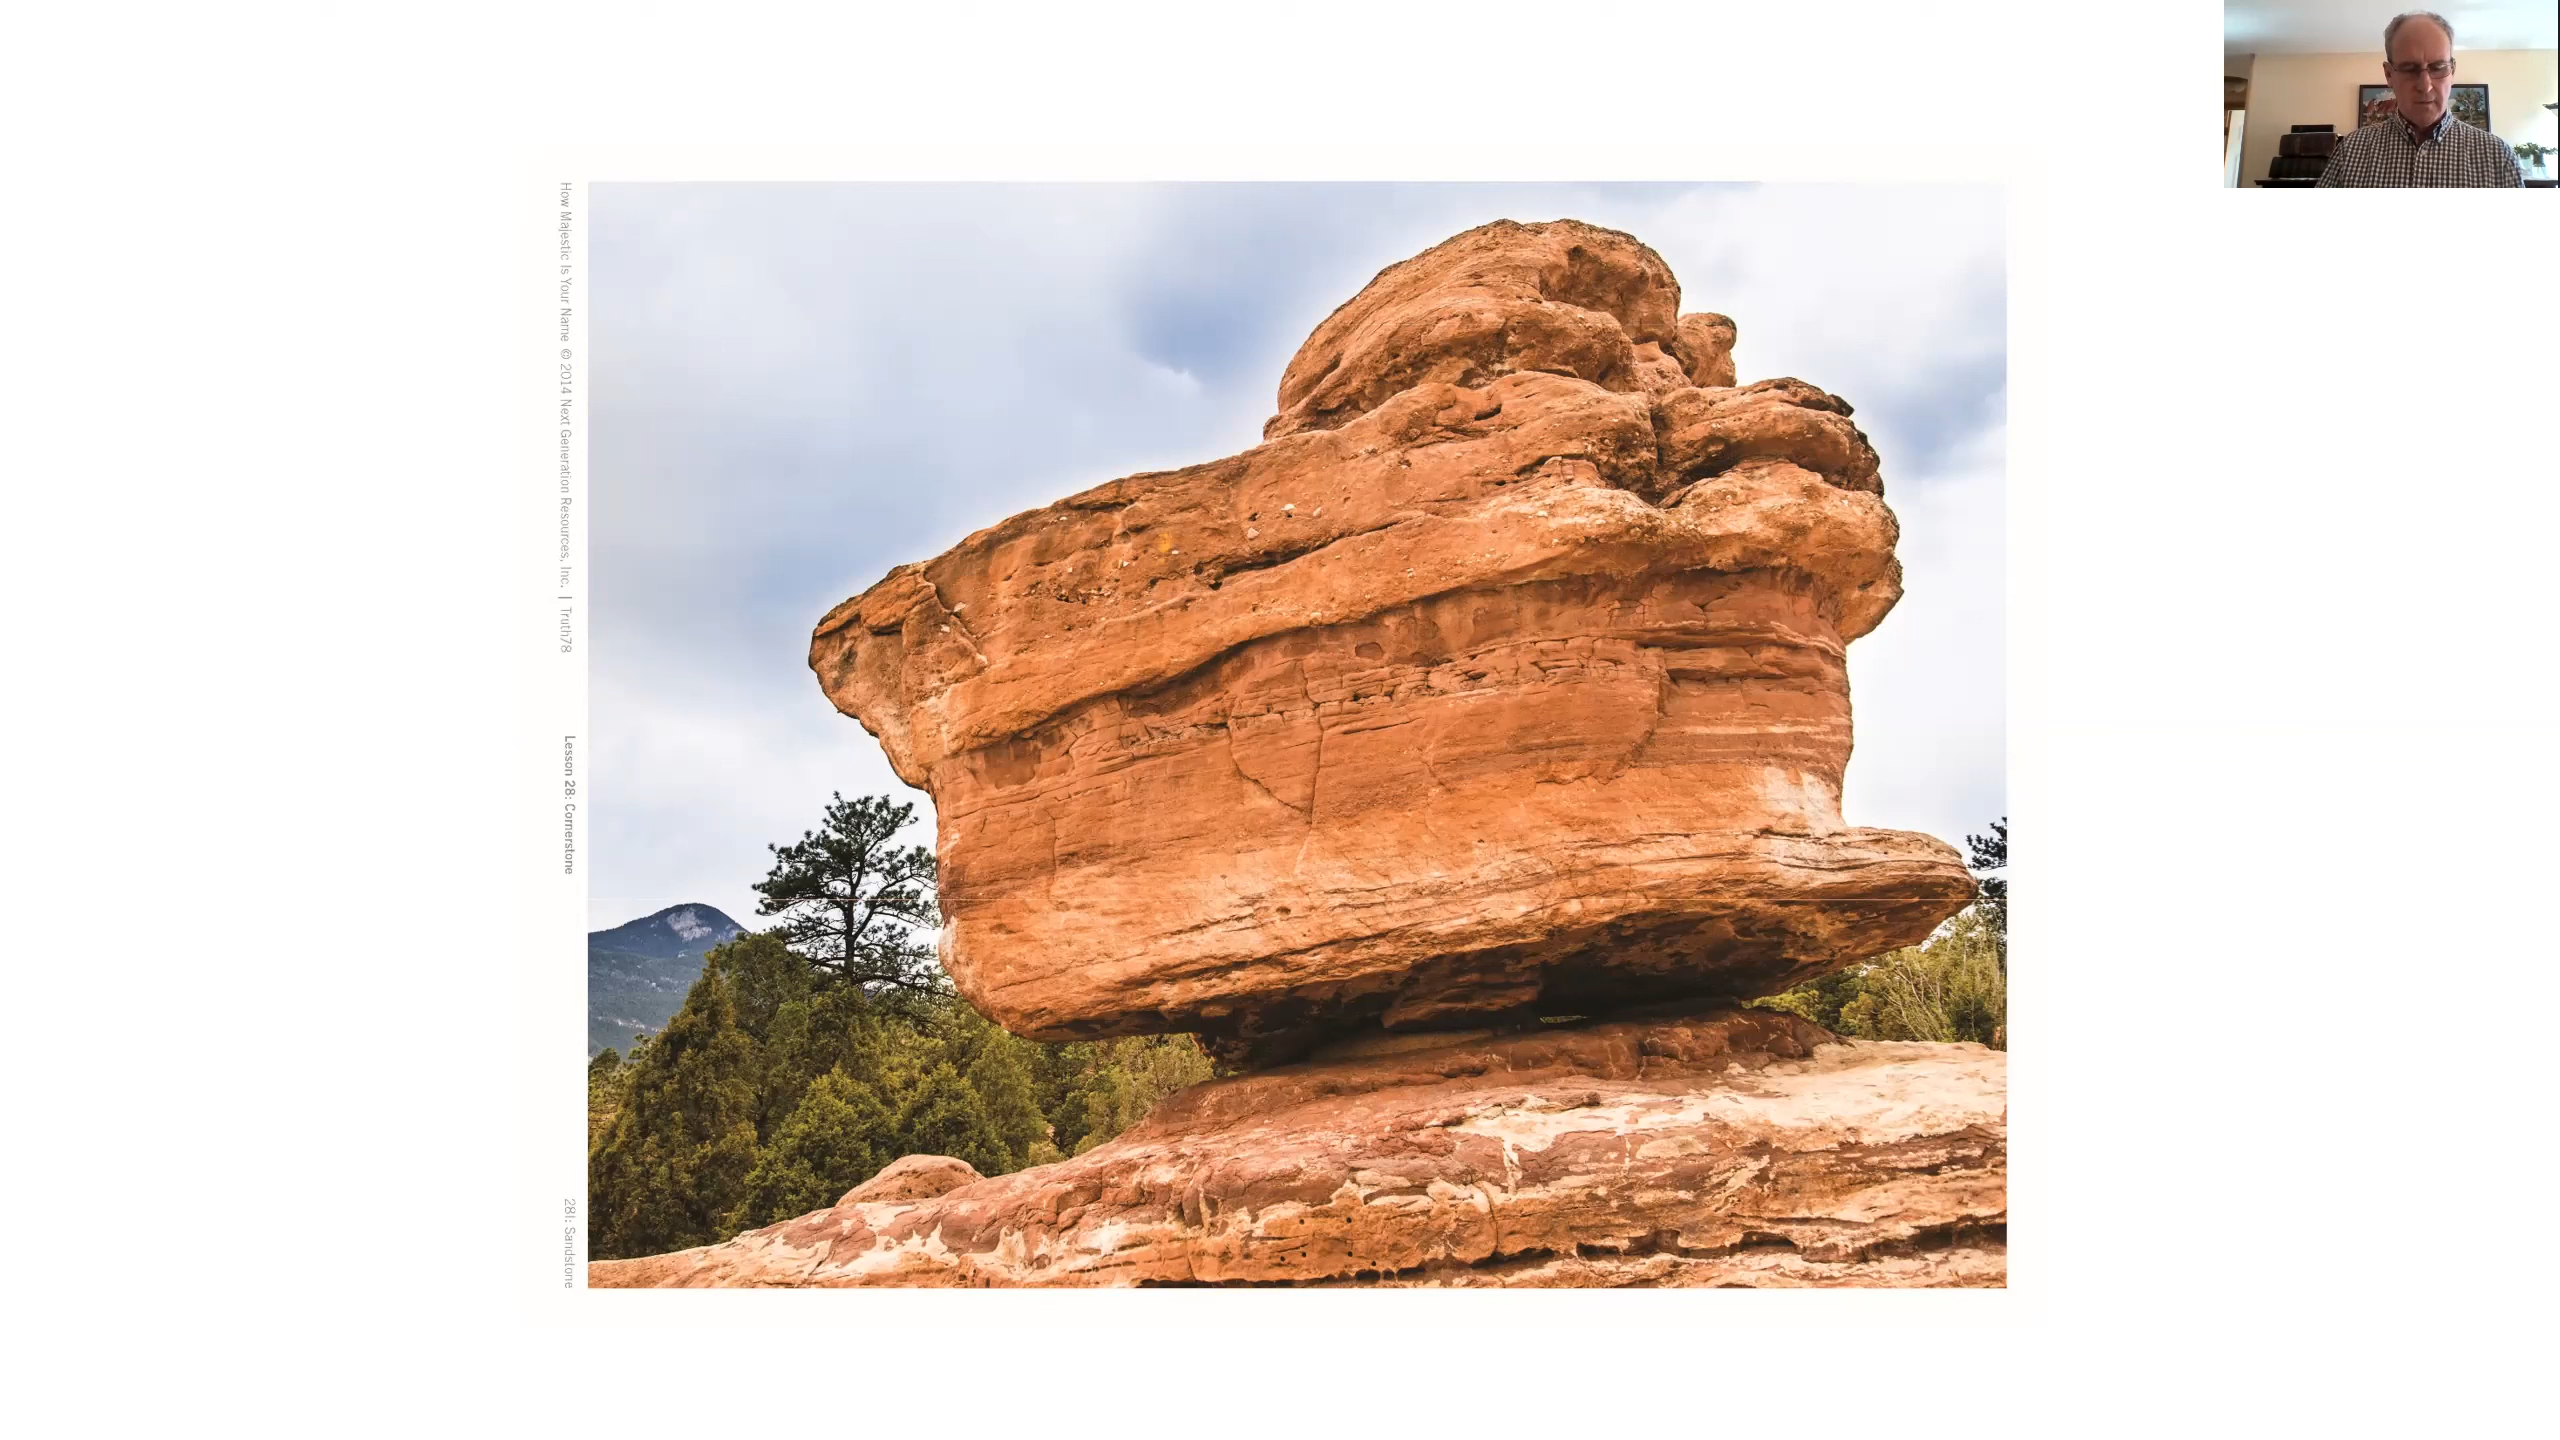 How Majestic Is Your Name © 2014 Next Generation Resources, Inc. | Truth78
Lesson 28: Cornerstone
28I: Sandstone